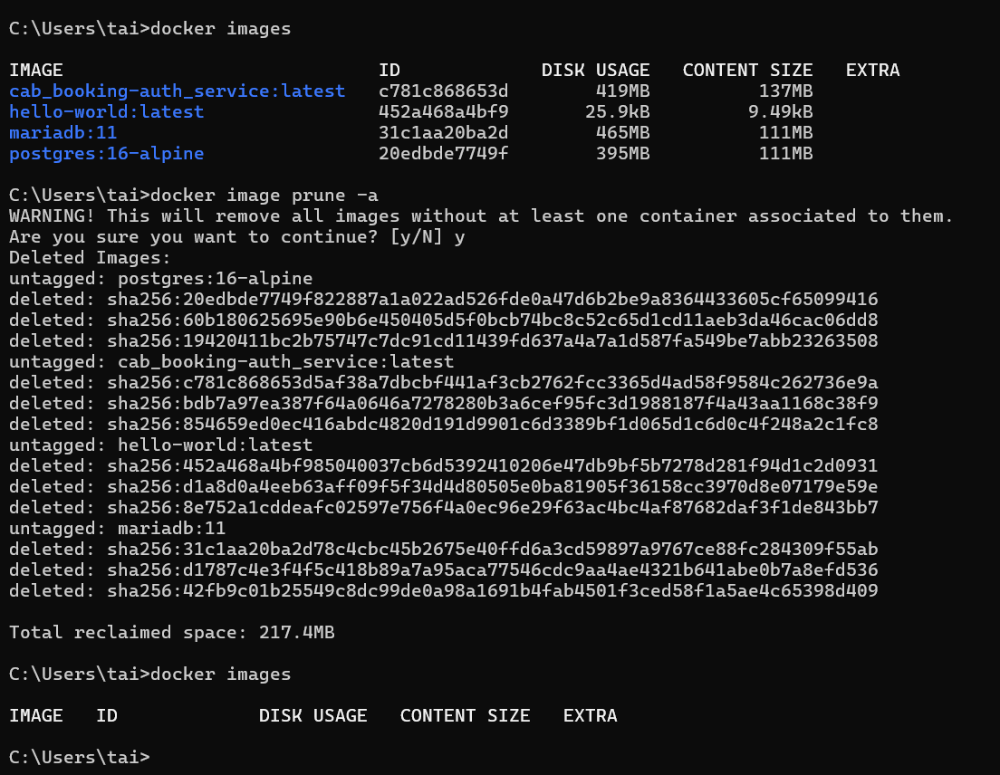 C:\Users\tai>docker images
IMAGE ID DISK USAGE CONTENT SIZE EXTRA
cab_booking-auth_service:latest c781c868653d 419MB 137MB
hello-world:latest 452a468a4bf9 25.9kB 9.49kB
mariadb:11 31c1aa20ba2d 465MB 111MB
postgres:16-alpine 20edbde7749f 395MB 111MB
C:\Users\tai>docker image prune -a
WARNING! This will remove all images without at least one container associated to them.
Are you sure you want to continue? [y/N] y
Deleted Images:
untagged: postgres:16-alpine
deleted: sha256:20edbde7749f822887a1a022ad526fde0a47d6b2be9a8364433605cf65099416
deleted: sha256:60b180625695e90b6e450405d5f0bcb74bc8c52c65d1cd11aeb3da46cac06dd8
deleted: sha256:19420411bc2b75747c7dc91cd11439fd637a4a7a1d587fa549be7abb23263508
untagged: cab_booking-auth_service:latest
deleted: sha256:c781c868653d5af38a7dbcbf441af3cb2762fcc3365d4ad58f9584c262736e9a
deleted: sha256:bdb7a97ea387f64a0646a7278280b3a6cef95fc3d1988187f4a43aa1168c38f9
deleted: sha256:854659ed0ec416abdc4820d191d9901c6d3389bf1d065d1c6d0c4f248a2c1fc8
untagged: hello-world:latest
deleted: sha256:452a468a4bf985040037cb6d5392410206e47db9bf5b7278d281f94d1c2d0931
deleted: sha256:d1a8d0a4eeb63aff09f5f34d4d80505e0ba81905f36158cc3970d8e07179e59e
deleted: sha256:8e752a1cddeafc02597e756f4a0ec96e29f63ac4bc4af87682daf3f1de843bb7
untagged: mariadb:11
deleted: sha256:31c1aa20ba2d78c4cbc45b2675e40ffd6a3cd59897a9767ce88fc284309f55ab
deleted: sha256:d1787c4e3f4f5c418b89a7a95aca77546cdc9aa4ae4321b641abe0b7a8efd536
deleted: sha256:42fb9c01b25549c8dc99de0a98a1691b4fab4501f3ced58f1a5ae4c65398d409
Total reclaimed space: 217.4MB
C:\Users\tai>docker images
IMAGE ID DISK USAGE CONTENT SIZE EXTRA
C:\Users\tai>